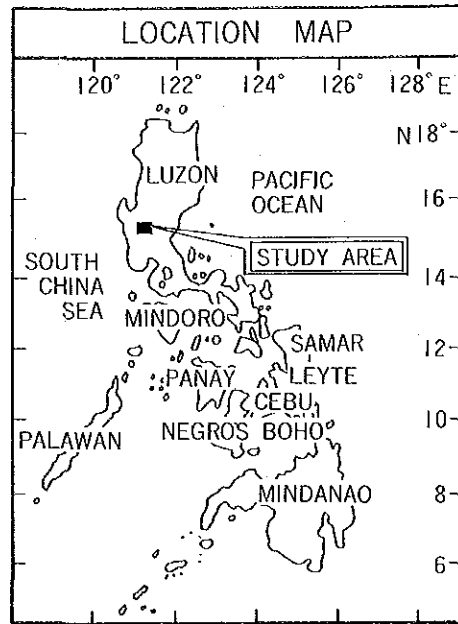 LOCATION MAP
120° 122° 124° 126° 128° E
N 18°
LUZON
PACIFIC
OCEAN
16
STUDY AREA
SOUTH
CHINA
SEA
14
MINDORO
SAMAR
12
LEYTE
PANAY
CEBU
10
PALAWAN
NEGROS BOHO
MINDANAO
8
6